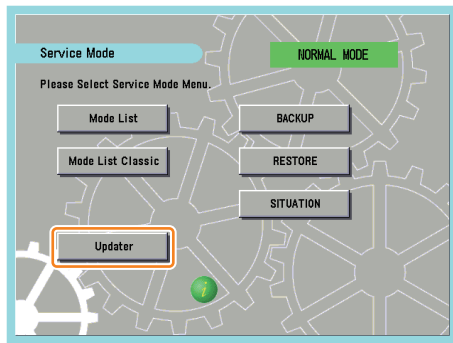 Service Mode
NORMAL MODE
Please Select Service Mode Menu.
Mode List
BACKUP
Mode List Classic
RESTORE
SITUATION
Updater
i